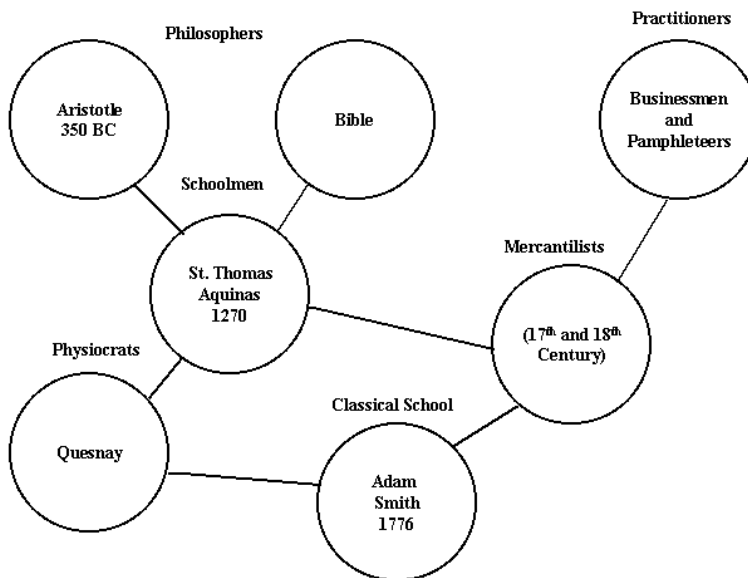 Philosophers
Practitioners
Aristotle
350 BC
Bible
Businessmen
and
Pamphleteers
Schoolmen
St. Thomas
Aquinas
1270
Mercantilists
(17th and 18th
Century)
Physiocrats
Quesnay
Classical School
Adam
Smith
1776